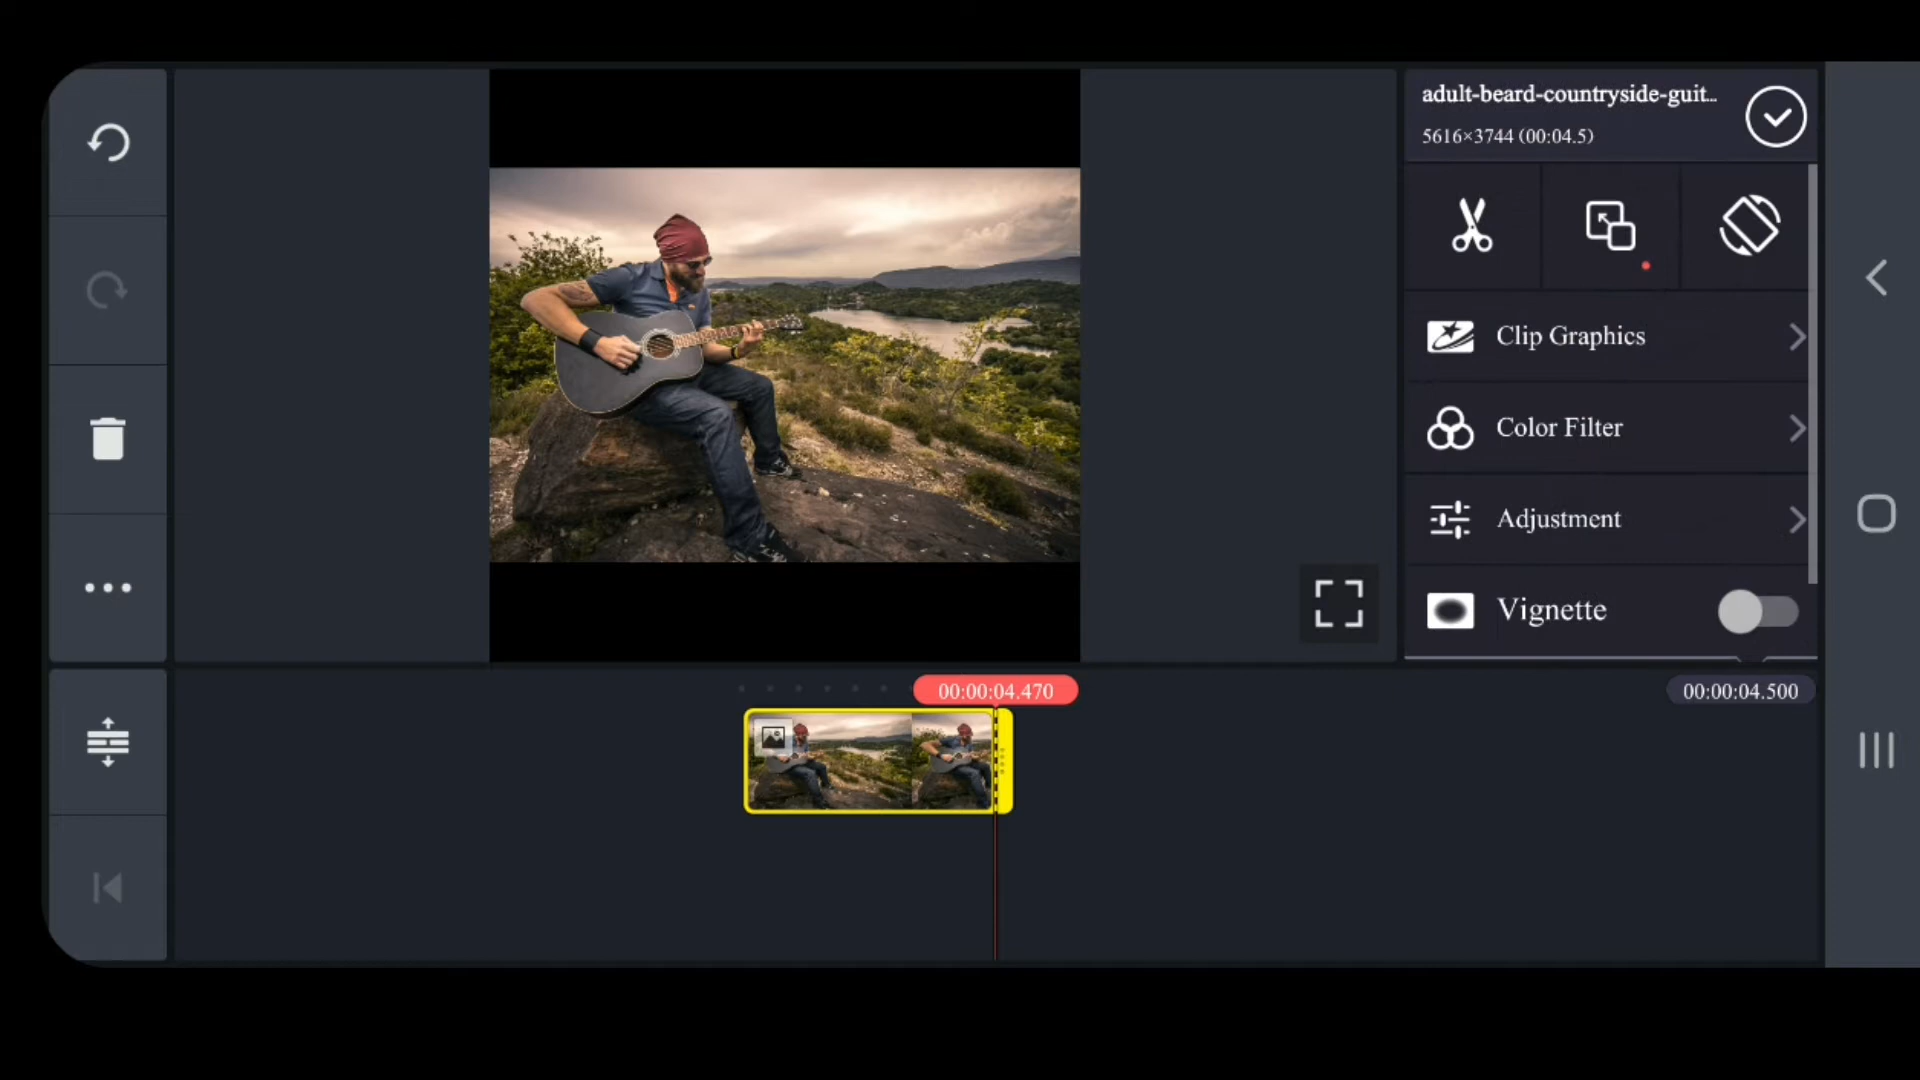 adult-beard-countryside-guit...
5616×3744 (00:04.5)
Clip Graphics
Color Filter
Adjustment
Vignette
00:00:04.470
00:00:04.500